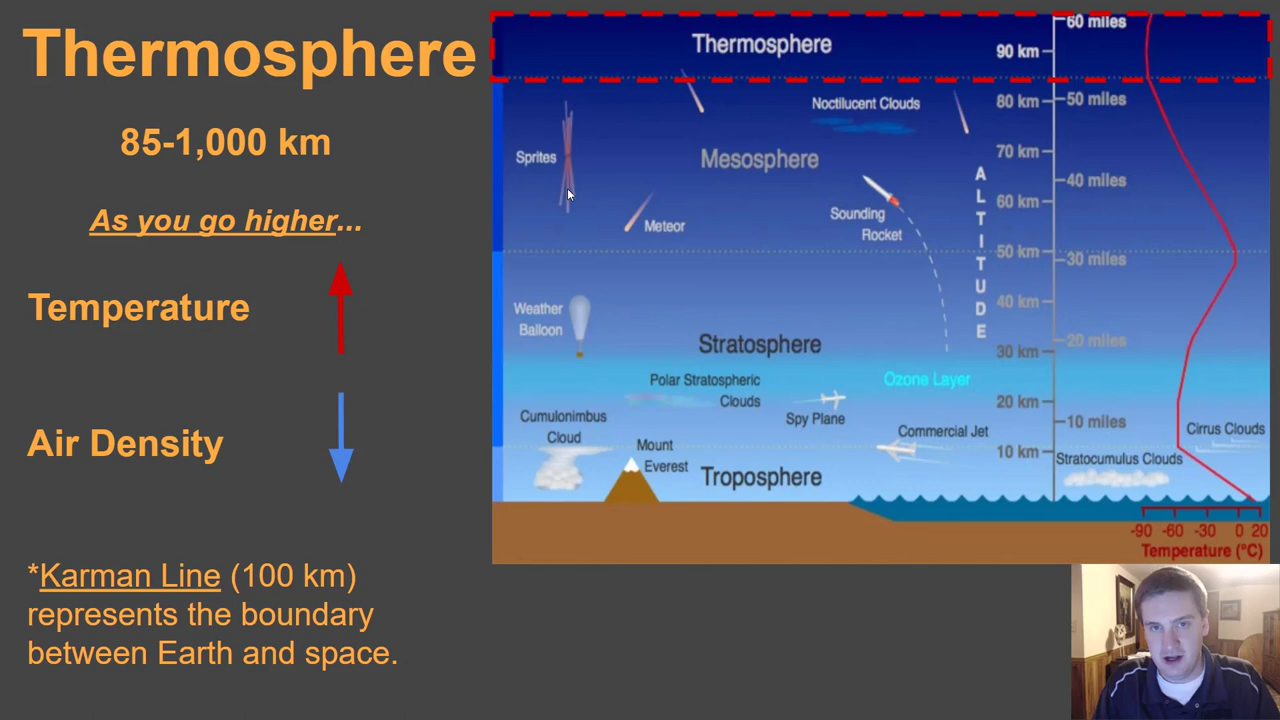 Thermosphere
85-1,000 km
As you go higher...
Temperature
Air Density
*Karman Line (100 km)
represents the boundary
between Earth and space.
Thermosphere
60 miles
90 km
Noctilucent Clouds
80 km
50 miles
Sprites
Mesosphere
70 km
ALTITUDE
40 miles
60 km
Sounding
Rocket
Meteor
50 km
30 miles
Weather
Balloon
40 km
Stratosphere
20 miles
30 km
Polar Stratospheric
Clouds
Ozone Layer
20 km
Spy Plane
10 miles
Cumulonimbus
Cloud
Commercial Jet
Cirrus Clouds
Mount
Everest
10 km
Stratocumulus Clouds
Troposphere
-90 -60 -30 0 20
Temperature (°C)